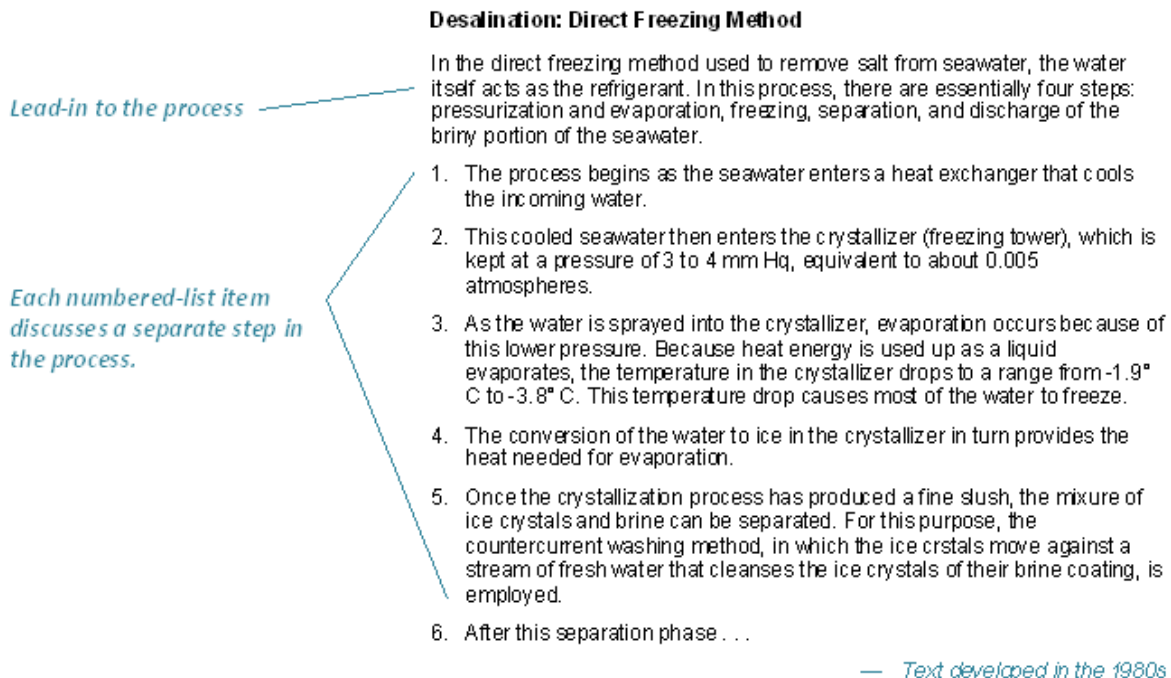 Desalination: Direct Freezing Method
In the direct freezing method used to remove salt from seawater, the water
itself acts as the refrigerant. In this process, there are essentially four steps:
pressurization and evaporation, freezing, separation, and discharge of the
briny portion of the seawater.
Lead-in to the process
1. The process begins as the seawater enters a heat exchanger that cools
the incoming water.
2. This cooled seawater then enters the crystallizer (freezing tower), which is
kept at a pressure of 3 to 4 mm Hq, equivalent to about 0.005
atmospheres.
Each numbered-list item
discusses a separate step in
the process.
3. As the water is sprayed into the crystallizer, evaporation occurs because of
this lower pressure. Because heat energy is used up as a liquid
evaporates, the temperature in the crystallizer drops to a range from -1.9°
C to -3.8° C. This temperature drop causes most of the water to freeze.
4. The conversion of the water to ice in the crystallizer in turn provides the
heat needed for evaporation.
5. Once the crystallization process has produced a fine slush, the mixure of
ice crystals and brine can be separated. For this purpose, the
countercurrent washing method, in which the ice crstals move against a
stream of fresh water that cleanses the ice crystals of their brine coating, is
employed.
6. After this separation phase . . .
— Text developed in the 1980s